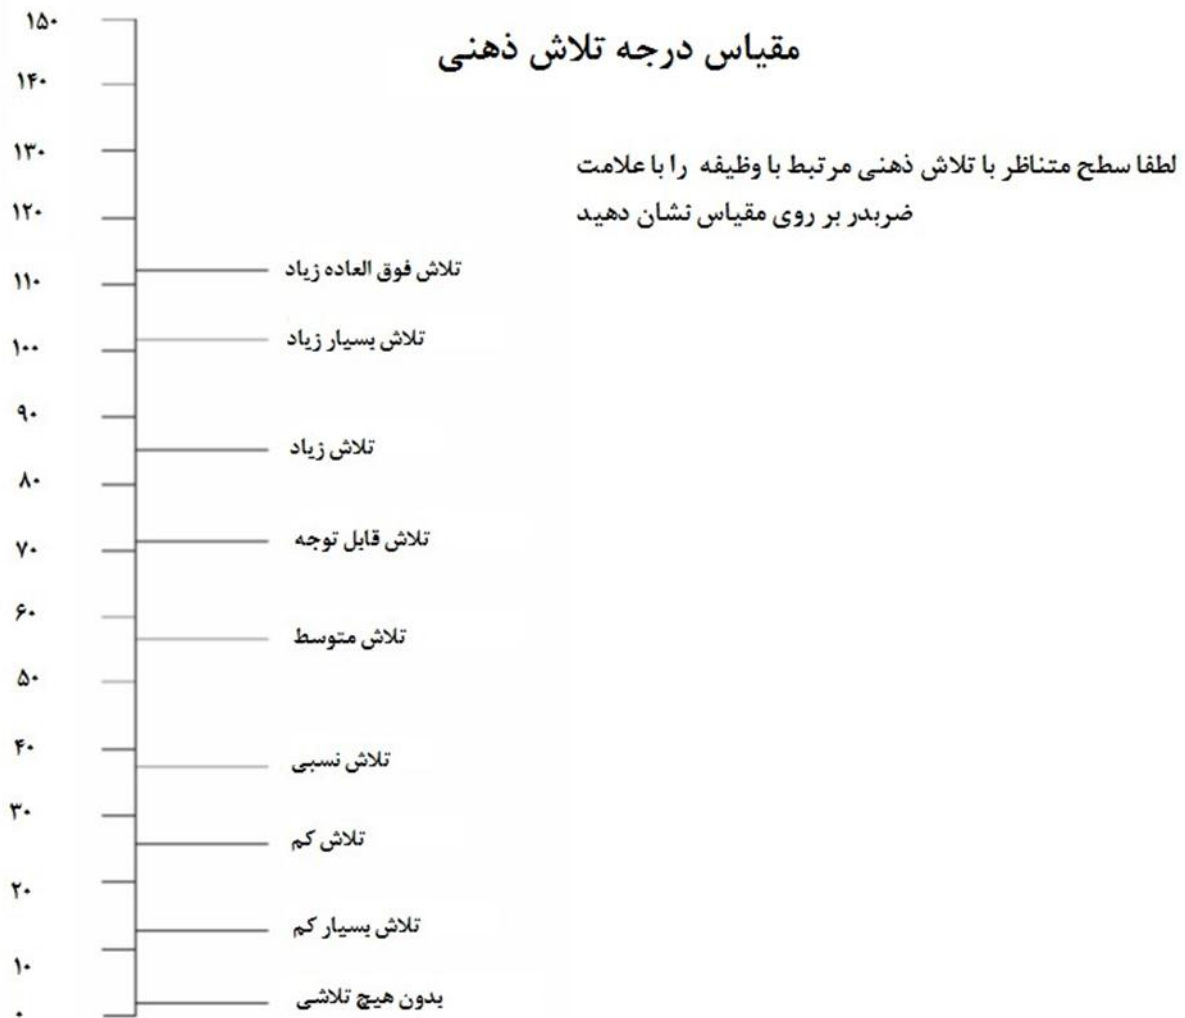 مقیاس درجه تلاش ذهنی
لطفا سطح متناظر با تلاش ذهنی مرتبط با وظیفه را با علامت
ضربدر بر روی مقیاس نشان دهید
۱۵۰
۱۴۰
۱۳۰
۱۲۰
تلاش فوق العاده زیاد
۱۱۰
تلاش بسیار زیاد
۱۰۰
۹۰
تلاش زیاد
۸۰
تلاش قابل توجه
۷۰
۶۰
تلاش متوسط
۵۰
۴۰
تلاش نسبی
۳۰
تلاش کم
۲۰
تلاش بسیار کم
۱۰
بدون هیچ تلاشی
۰